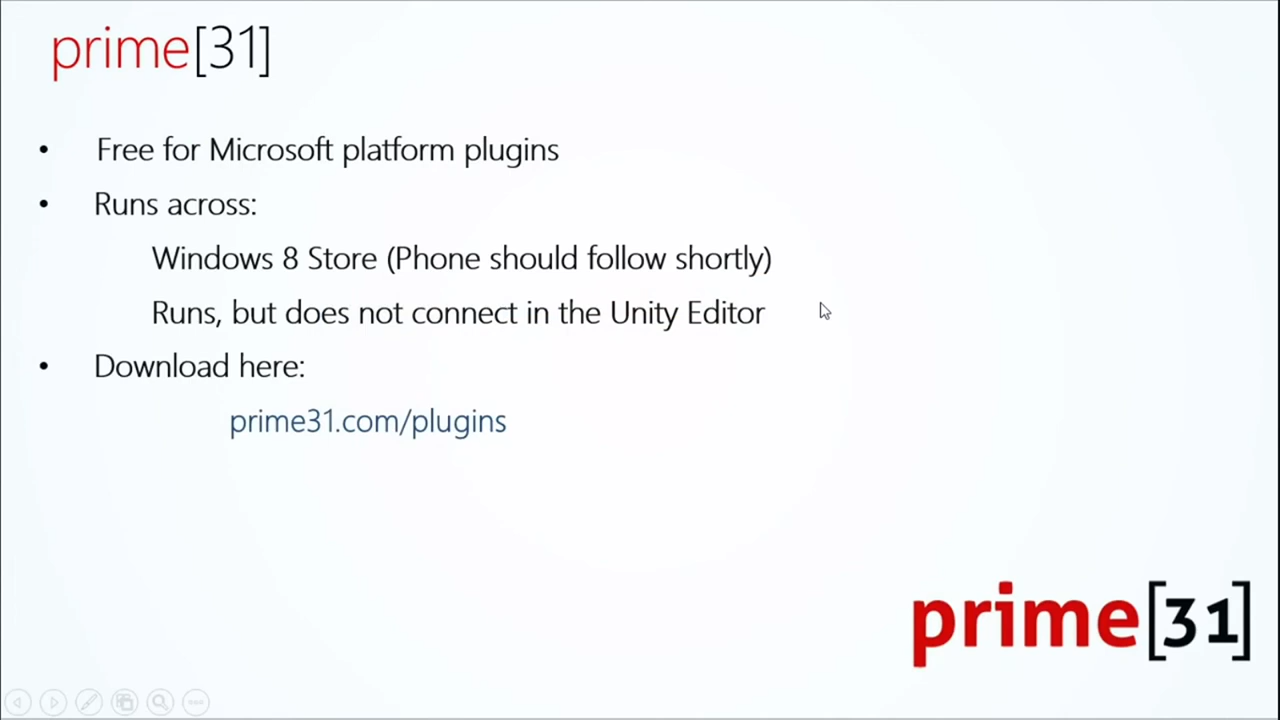 prime[31]
• Free for Microsoft platform plugins
• Runs across:
Windows 8 Store (Phone should follow shortly)
Runs, but does not connect in the Unity Editor
• Download here:
prime31.com/plugins
prime[31]